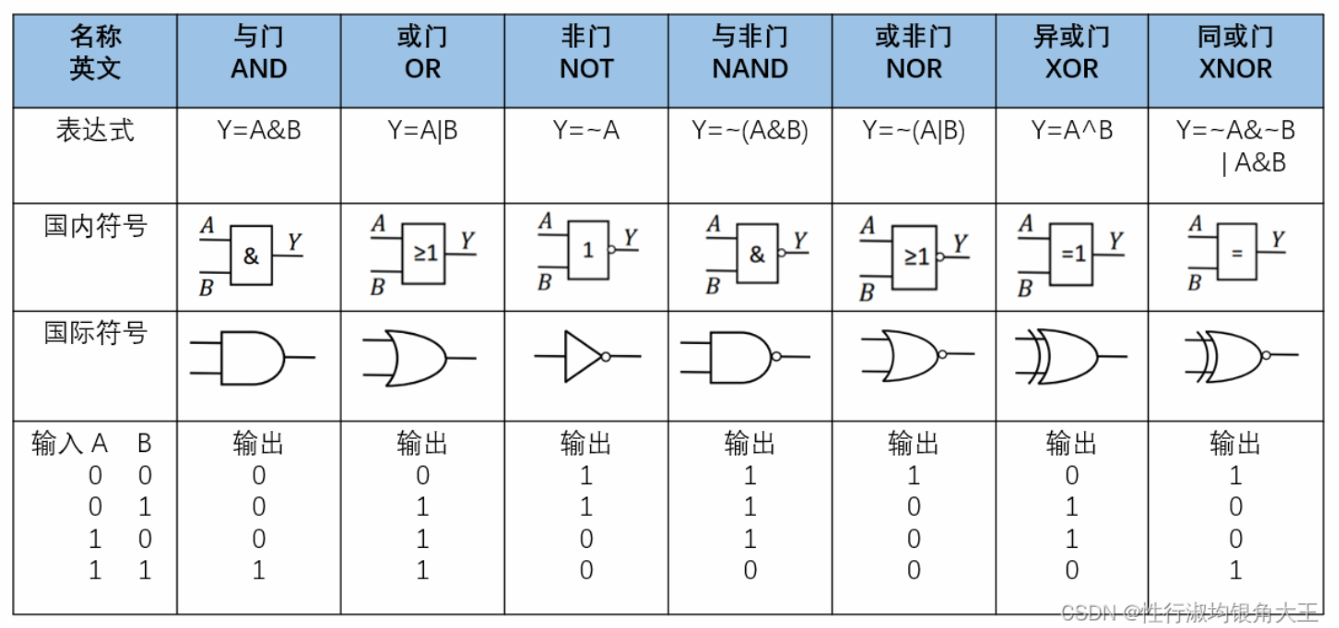 名称 与门 或门 非门 与非门 或非门 异或门 同或门
英文 AND OR NOT NAND NOR XOR XNOR
表达式 Y=A&B Y=A|B Y=~A Y=~(A&B) Y=~(A|B) Y=A^B Y=~A&~B
| A&B
国内符号 A B & Y A B ≥1 Y A B 1 Y A B & Y A B ≥1 Y A B =1 Y A B = Y
国际符号
输入 A B 输出 输出 输出 输出 输出 输出 输出
0 0 0 0 1 1 1 0 1
0 1 0 1 1 1 0 1 0
1 0 0 1 0 1 0 1 0
1 1 1 1 0 0 0 0 1
CSDN @性行淑均银角大王